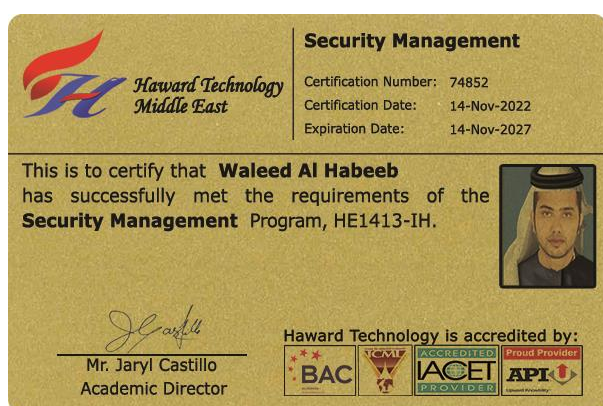 Haward Technology
Middle East
Security Management
Certification Number: 74852
Certification Date: 14-Nov-2022
Expiration Date: 14-Nov-2027
This is to certify that Waleed Al Habeeb
has successfully met the requirements of the
Security Management Program, HE1413-IH.
Mr. Jaryl Castillo
Academic Director
Haward Technology is accredited by:
BAC
TCMI
ACCREDITED
IACET
PROVIDER
Proud Provider
API